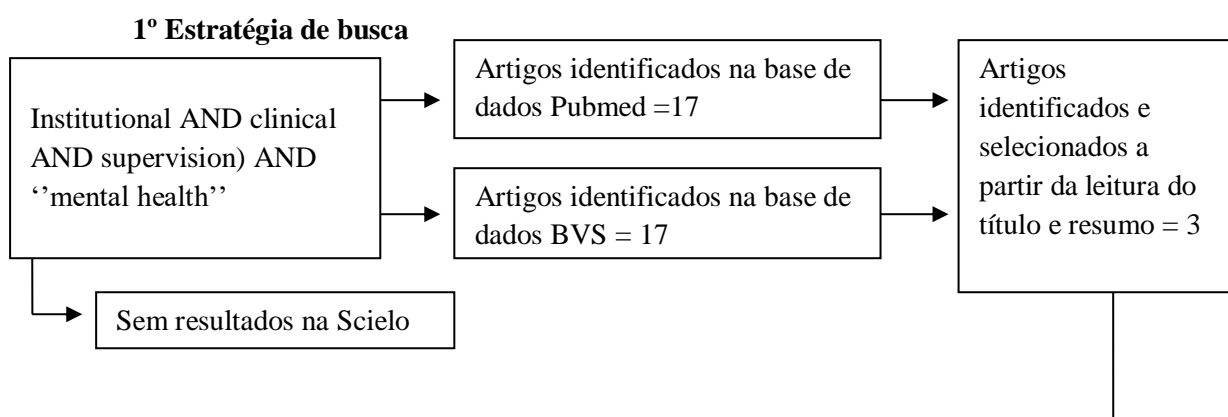 1º Estratégia de busca
Institutional AND clinical
AND supervision) AND
‘’mental health’’
Artigos identificados na base de
dados Pubmed =17
Artigos identificados na base de
dados BVS = 17
Sem resultados na Scielo
Artigos
identificados e
selecionados a
partir da leitura do
título e resumo = 3